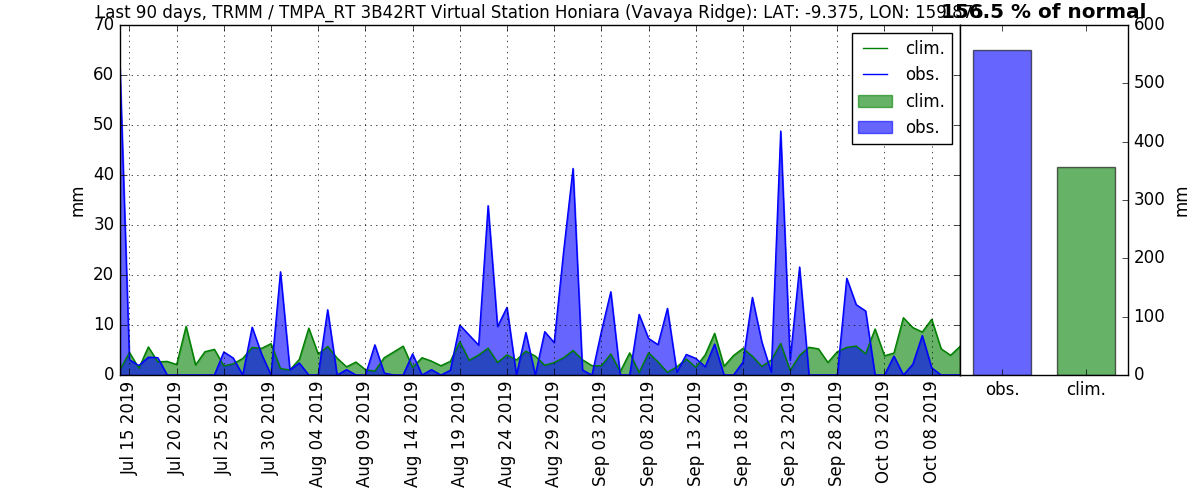 Last 90 days, TRMM / TMPA_RT 3B42RT Virtual Station Honiara (Vavaya Ridge): LAT: -9.375, LON:
156.5 % of normal
70
60
50
40
30
20
10
0
mm
clim.
obs.
clim.
obs.
Jul 15 2019
Jul 20 2019
Jul 25 2019
Jul 30 2019
Aug 04 2019
Aug 09 2019
Aug 14 2019
Aug 19 2019
Aug 24 2019
Aug 29 2019
Sep 03 2019
Sep 08 2019
Sep 13 2019
Sep 18 2019
Sep 23 2019
Sep 28 2019
Oct 03 2019
Oct 08 2019
600
500
400
300
200
100
0
mm
obs.
clim.